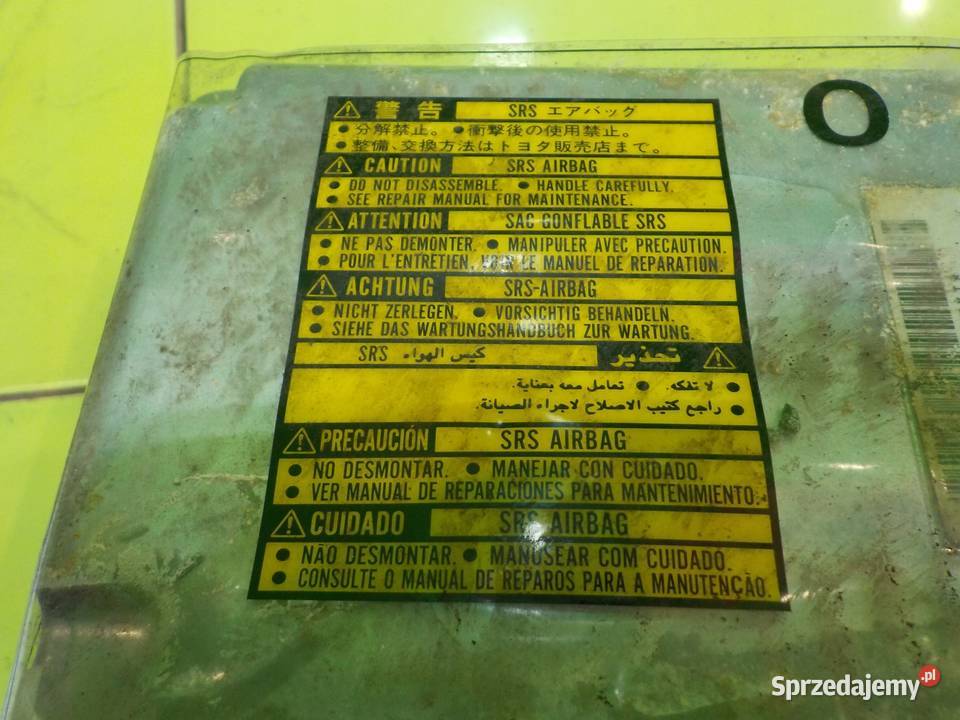 警告 SRS エアバッグ
● 分解禁止。 ● 衝撃後の使用禁止。
● 整備、交換方法はトヨタ販売店まで。
CAUTION SRS AIRBAG
● DO NOT DISASSEMBLE. ● HANDLE CAREFULLY.
● SEE REPAIR MANUAL FOR MAINTENANCE.
ATTENTION SAC GONFLABLE SRS
● NE PAS DEMONTER. ● MANIPULER AVEC PRECAUTION.
● POUR L'ENTRETIEN, VOIR LE MANUEL DE REPARATION.
ACHTUNG SRS-AIRBAG
● NICHT ZERLEGEN. ● VORSICHTIG BEHANDELN.
● SIEHE DAS WARTUNGSHANDBUCH ZUR WARTUNG.
تحذير كيس الهواء SRS
● لا تفكه. ● تعامل معه بعناية.
● راجع كتيب الاصلاح لاجراء الصيانة.
PRECAUCIÓN SRS AIRBAG
● NO DESMONTAR. ● MANEJAR CON CUIDADO.
● VER MANUAL DE REPARACIONES PARA MANTENIMIENTO.
CUIDADO SRS AIRBAG
● NÃO DESMONTAR. ● MANUSEAR COM CUIDADO.
● CONSULTE O MANUAL DE REPAROS PARA A MANUTENÇÃO.
O
Sprzedajemy.pl